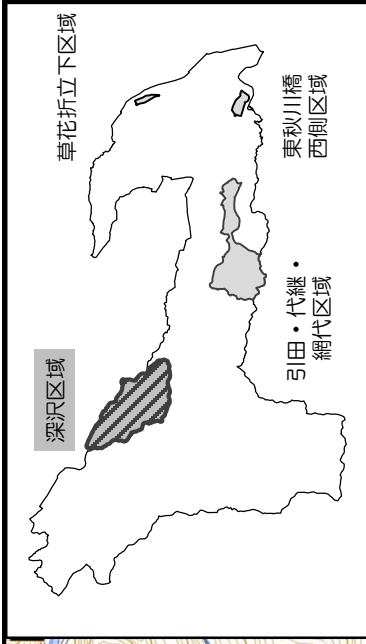 深沢区域
草花折立下区域
引田・代継・
網代区域
東秋川橋
西側区域